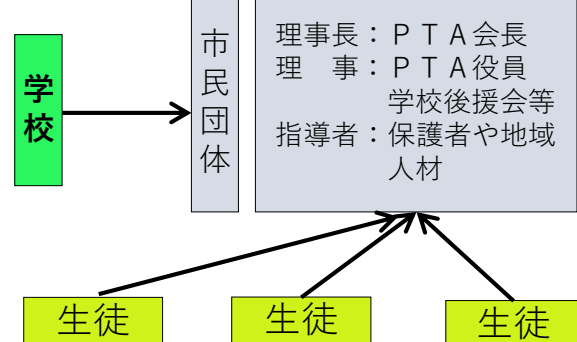 学校
市民団体
理事長：ＰＴＡ会長
理　事：ＰＴＡ役員
学校後援会等
指導者：保護者や地域
人材
生徒
生徒
生徒